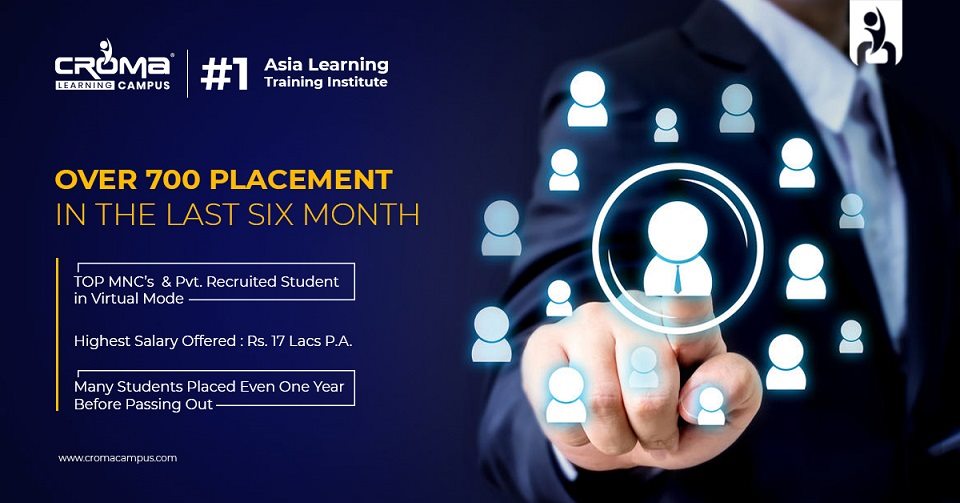 CROMA®
LEARNING CAMPUS
#1
Asia Learning
Training Institute
OVER 700 PLACEMENT
IN THE LAST SIX MONTH
TOP MNC's & Pvt. Recruited Student
in Virtual Mode
Highest Salary Offered : Rs. 17 Lacs P.A.
Many Students Placed Even One Year
Before Passing Out
www.cromacampus.com